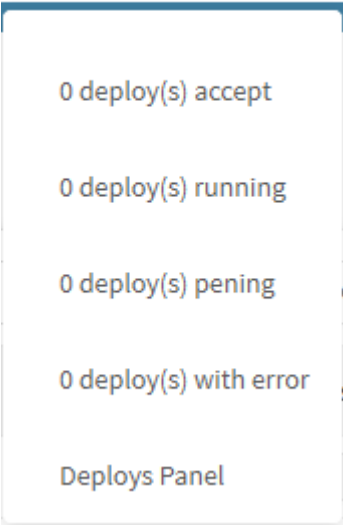 0 deploy(s) accept
0 deploy(s) running
0 deploy(s) pening
0 deploy(s) with error
Deploys Panel